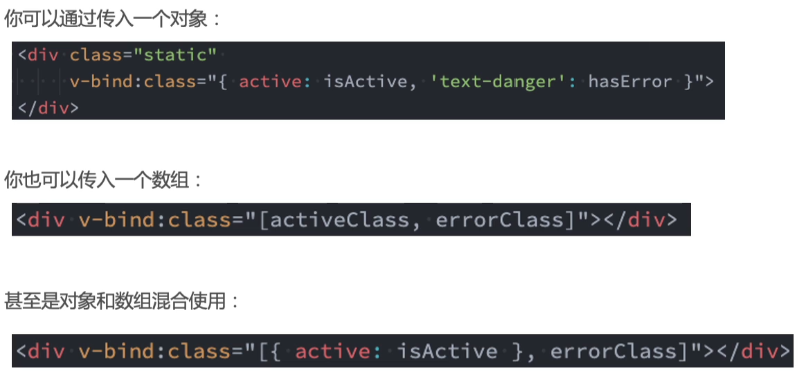 你可以通过传入一个对象：
<div class="static"
v-bind:class="{ active: isActive, 'text-danger': hasError }">
</div>
你也可以传入一个数组：
<div v-bind:class="[activeClass, errorClass]"></div>
甚至是对象和数组混合使用：
<div v-bind:class="[{ active: isActive }, errorClass]"></div>